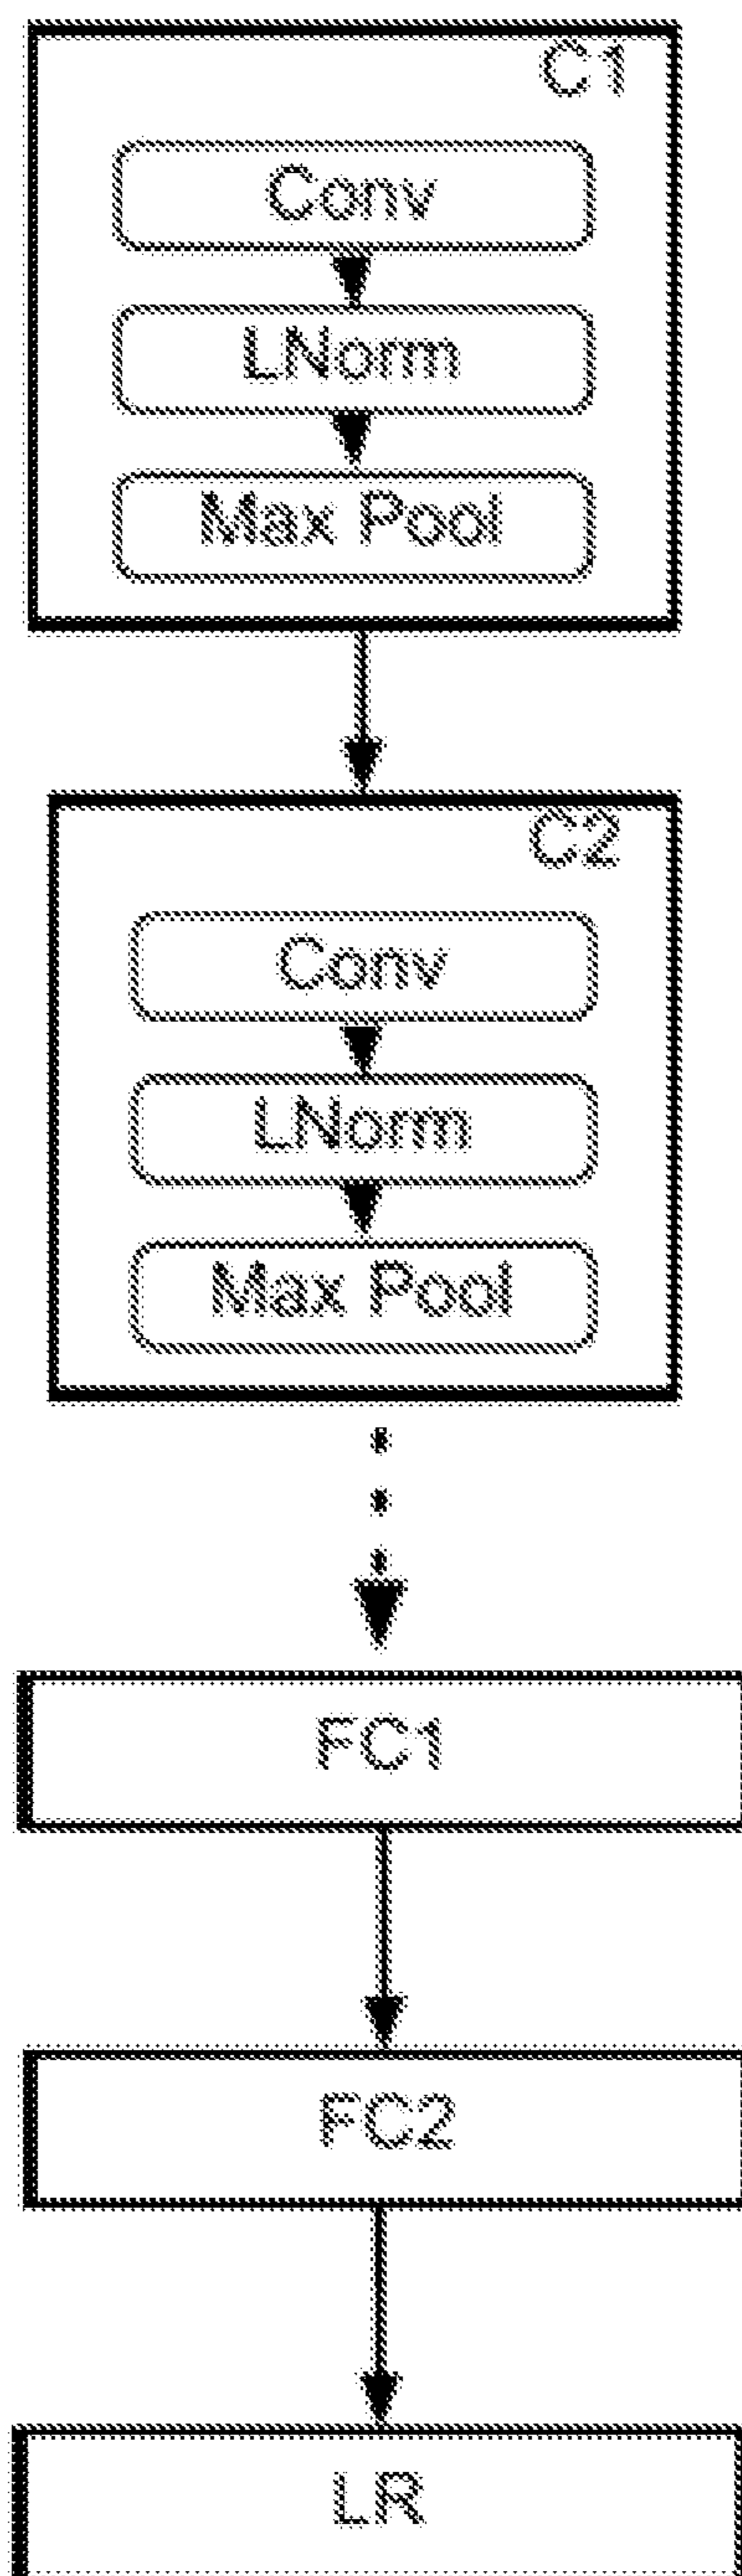 C1
Conv
LNorm
Max Pool
C2
Conv
LNorm
Max Pool
FC1
FC2
LR